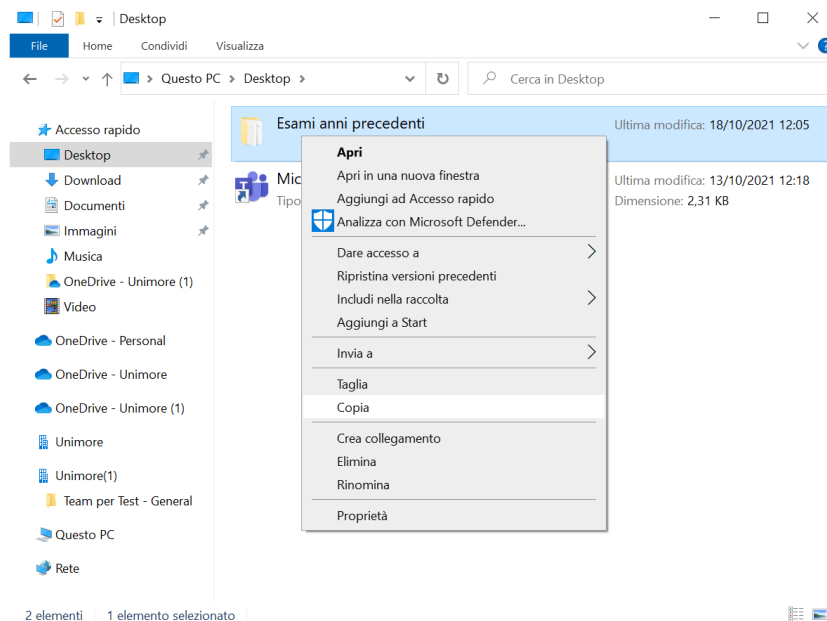 Desktop
File Home Condividi Visualizza
Questo PC Desktop
Cerca in Desktop
Accesso rapido
Desktop
Download
Documenti
Immagini
Musica
OneDrive - Unimore (1)
Video
OneDrive - Personal
OneDrive - Unimore
OneDrive - Unimore (1)
Unimore
Unimore(1)
Team per Test - General
Questo PC
Rete
Esami anni precedenti
Ultima modifica: 18/10/2021 12:05
Mic
Tipo
Ultima modifica: 13/10/2021 12:18
Dimensione: 2,31 KB
Apri
Apri in una nuova finestra
Aggiungi ad Accesso rapido
Analizza con Microsoft Defender...
Dare accesso a
Ripristina versioni precedenti
Includi nella raccolta
Aggiungi a Start
Invia a
Taglia
Copia
Crea collegamento
Elimina
Rinomina
Proprietà
2 elementi 1 elemento selezionato